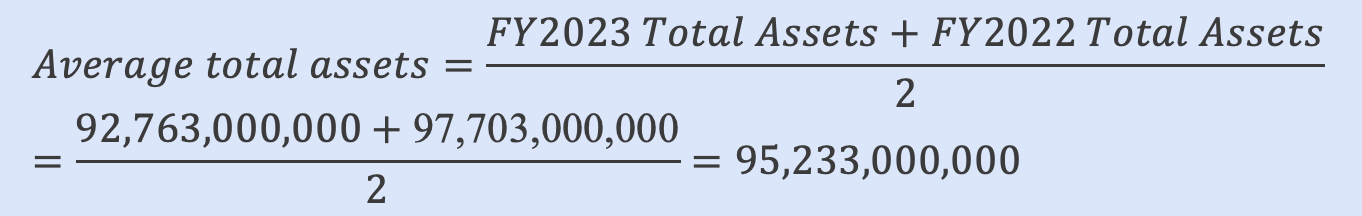 Average total assets = (FY2023 Total Assets + FY2022 Total Assets) / 2
= (92,763,000,000 + 97,703,000,000) / 2 = 95,233,000,000